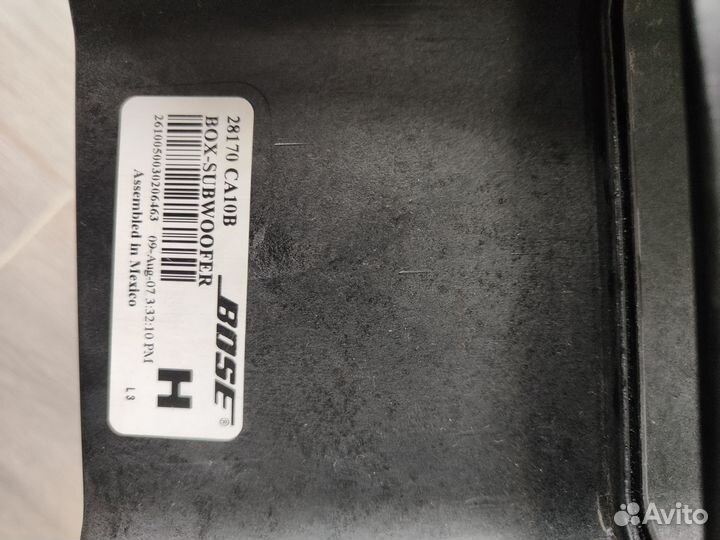 28170 CA10B
BOX-SUBWOOFER
BOSE®
2610050030206463 09-Aug-07 3:32:10 PM
Assembled in Mexico
H
L3
Avito